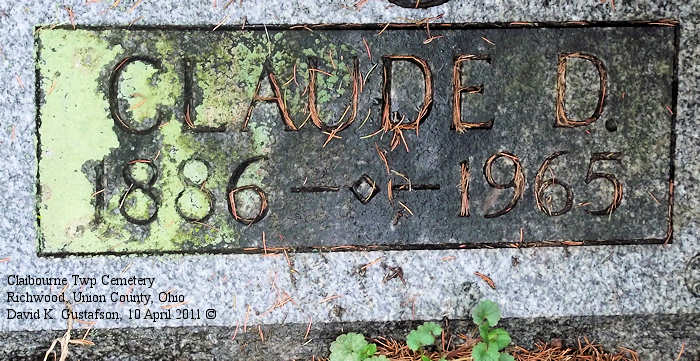 CLAUDE D.
1886 1965
Claibourne Twp Cemetery
Richwood, Union County, Ohio
David K. Gustafson, 10 April 2011 ©